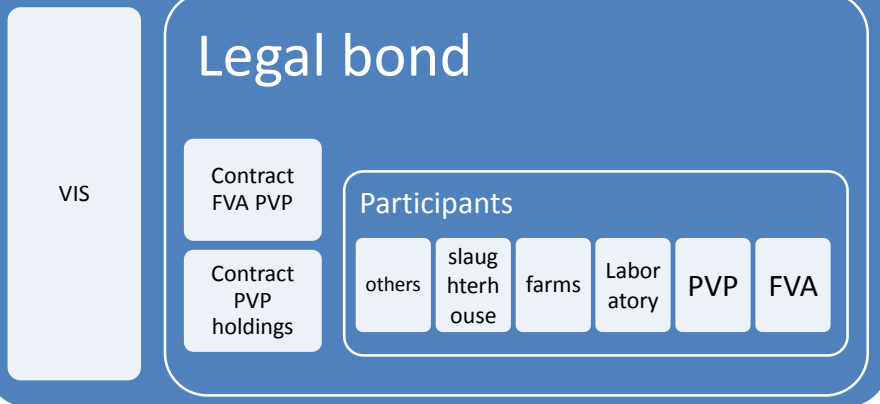 VIS
Legal bond
Contract
FVA PVP
Contract
PVP
holdings
Participants
others
slaug
hterh
ouse
farms
Labor
atory
PVP
FVA